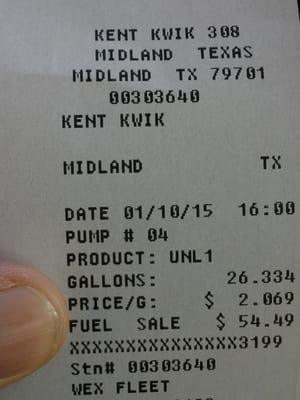 KENT KWIK 308
MIDLAND TEXAS
MIDLAND TX 79701
00303640
KENT KWIK
MIDLAND TX
DATE 01/10/15 16:00
PUMP # 04
PRODUCT: UNL1
GALLONS: 26.334
PRICE/G: $ 2.069
FUEL SALE $ 54.49
XXXXXXXXXXXXXXX3199
Stn# 00303640
WEX FLEET